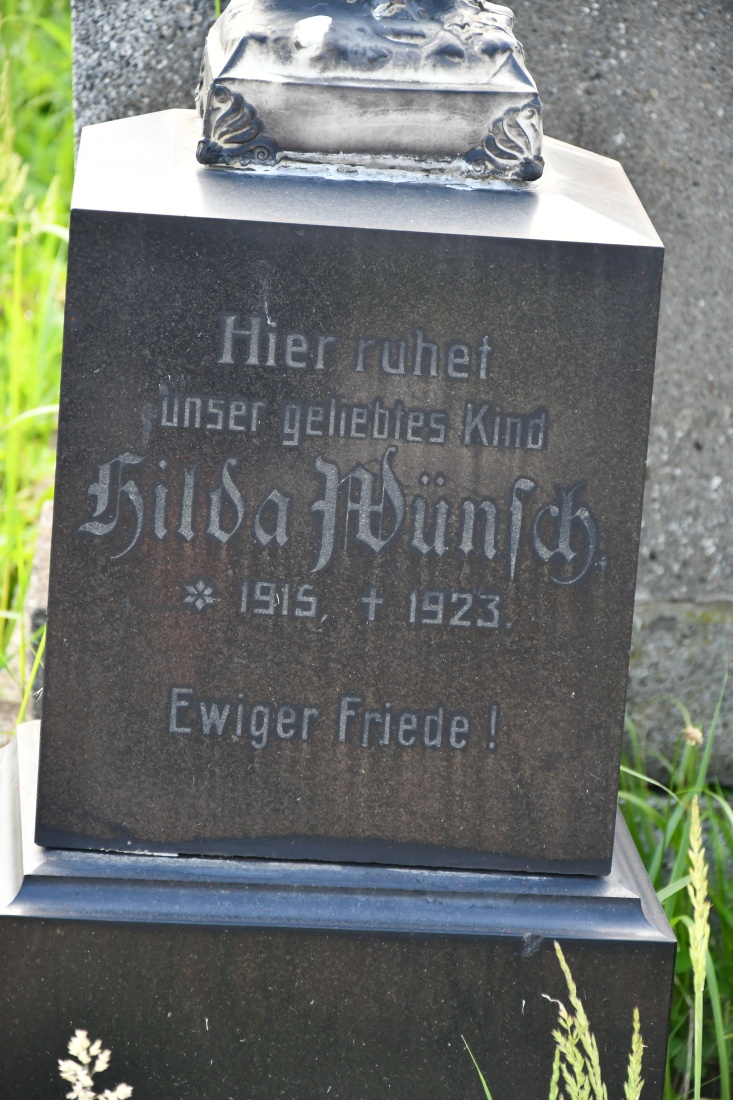 Hier ruhet
unser geliebtes Kind
Hilda Wünsch.
* 1915, † 1923.
Ewiger Friede!